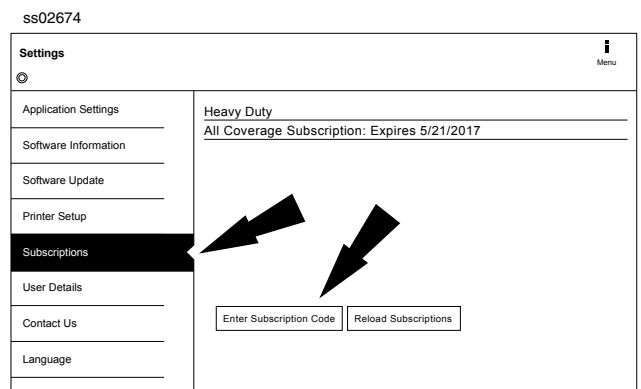 ss02674
Settings
Menu
Application Settings
Software Information
Software Update
Printer Setup
Subscriptions
User Details
Contact Us
Language
Heavy Duty
All Coverage Subscription: Expires 5/21/2017
Enter Subscription Code
Reload Subscriptions